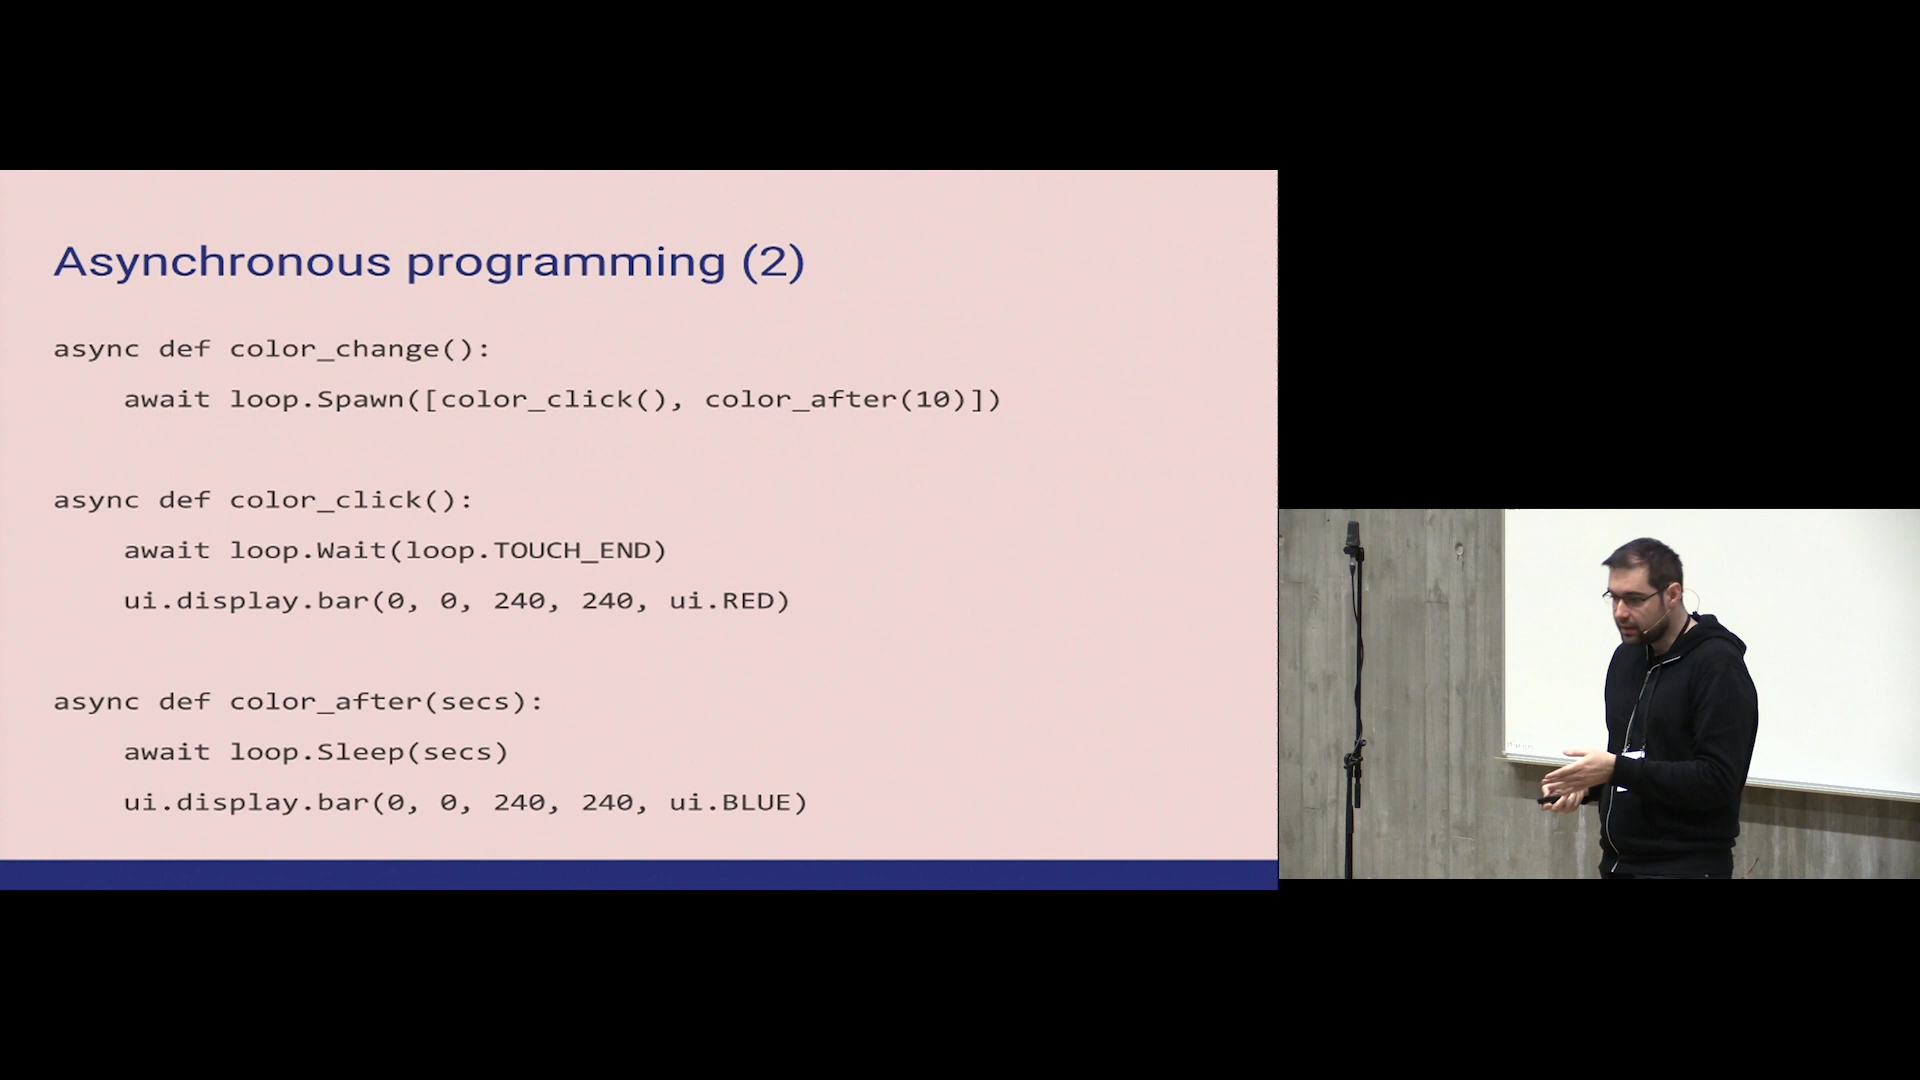 Asynchronous programming (2)
async def color_change():
await loop.Spawn([color_click(), color_after(10)])
async def color_click():
await loop.Wait(loop.TOUCH_END)
ui.display.bar(0, 0, 240, 240, ui.RED)
async def color_after(secs):
await loop.Sleep(secs)
ui.display.bar(0, 0, 240, 240, ui.BLUE)